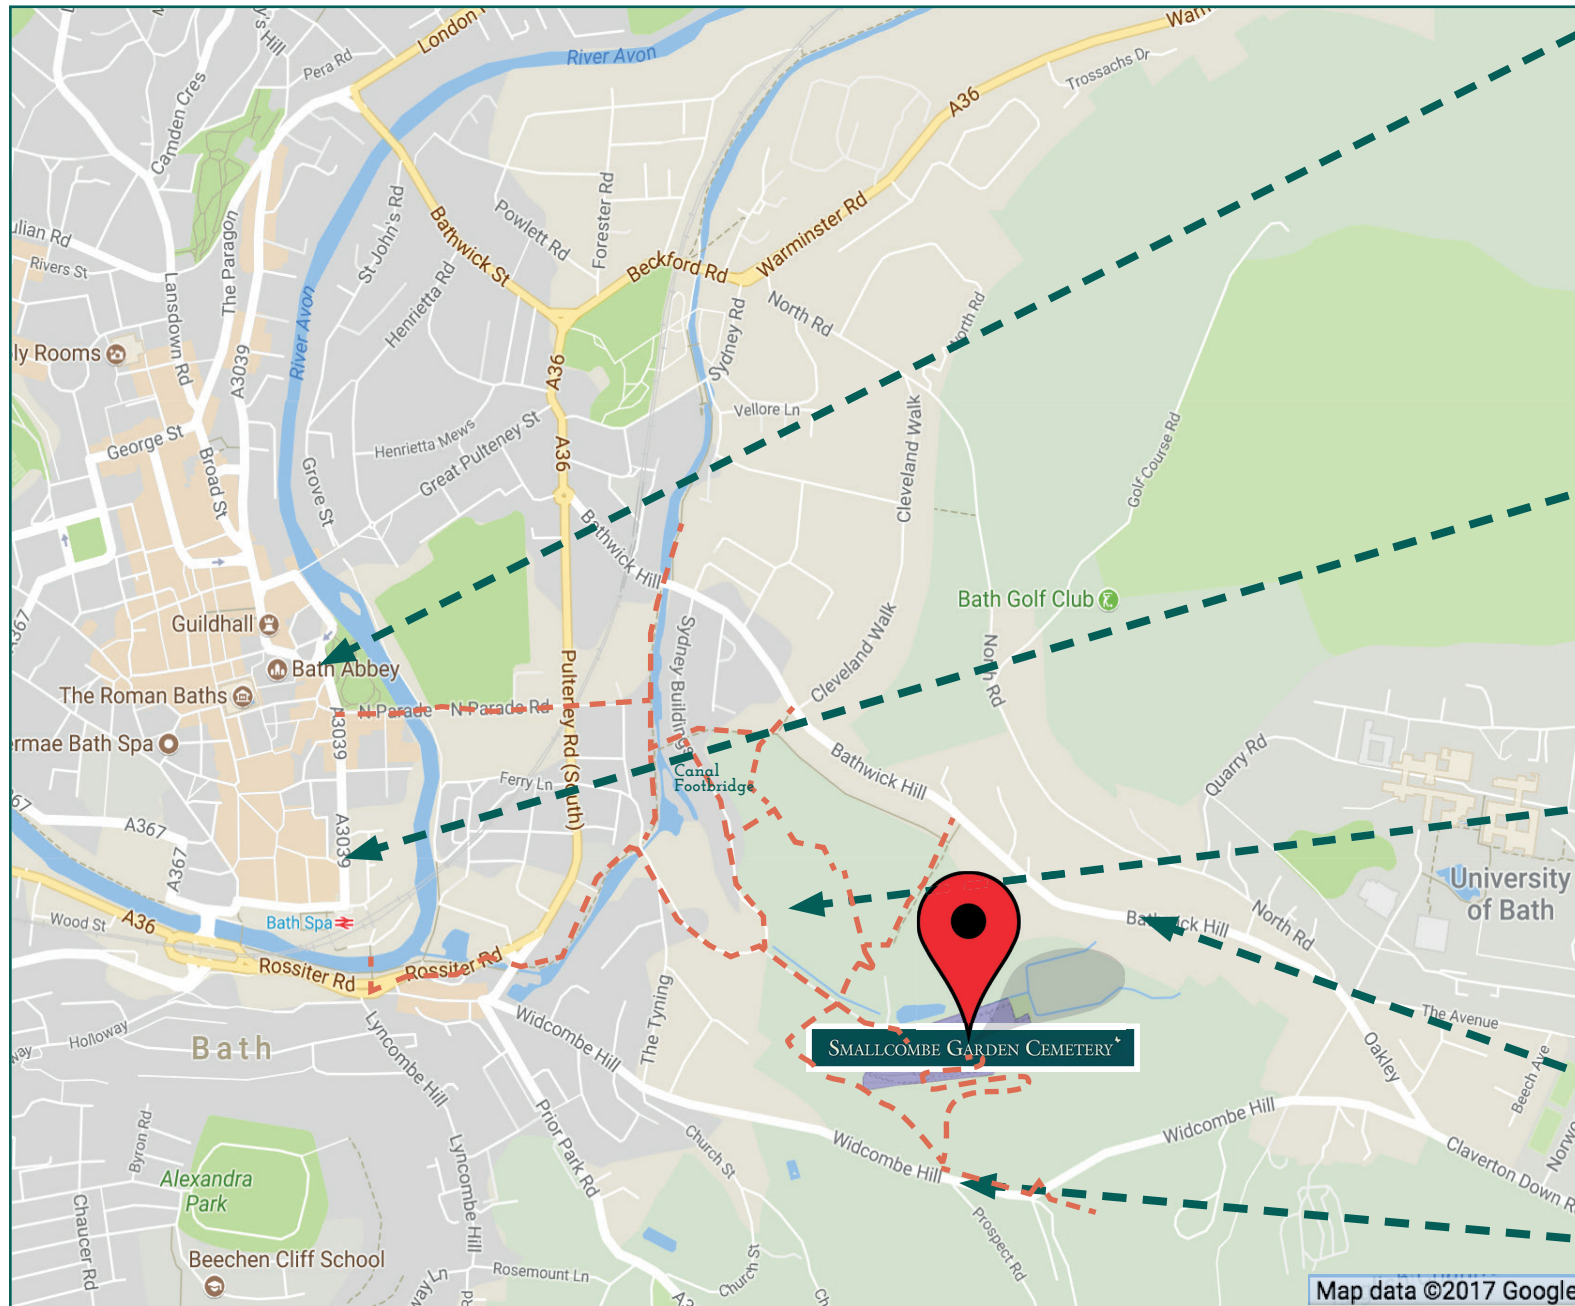 London
Warn
River Avon
Pera Rd
Trossachs Dr
Camden Cres
A36
Forester Rd
Powlett Rd
St John's Rd
Bathwick St
Warminster Rd
Beckford Rd
Rivers St
The Paragon
Lansdown Rd
Henrietta Rd
North Rd
North Rd
River Avon
Sydney Rd
ly Rooms
A3039
A36
Vellore Ln
Cleveland Walk
Golf Course Rd
George St
Henrietta Mews
Great Pulteney St
A36
Broad St
Grove St
Bathwick Hill
Bath Golf Club
A367
Guildhall
Bath Abbey
Sydney Buildings
Cleveland Walk
North Rd
The Roman Baths
N Parade
N Parade Rd
Pulteney Rd (South)
ermae Bath Spa
A3039
Bathwick Hill
Quarry Rd
Canal
Footbridge
Ferry Ln
A367
A3039
A367
University
of Bath
Wood St
A36
Bath Spa
Bathwick Hill
North Rd
Rossiter Rd
Rossiter Rd
The Tyning
The Avenue
Holloway
Bath
Lyncombe Hill
Widcombe Hill
Smallcombe Garden Cemetery
Oakley
Beech Ave
Byron Rd
Prior Park Rd
Church St
Widcombe Hill
Widcombe Hill
Lyncombe Hill
Claverton Down R
Norwo
Alexandra
Park
Chaucer Rd
Prospect Rd
Beechen Cliff School
Rosemount Ln
Church St
way Ln
Map data ©2017 Google